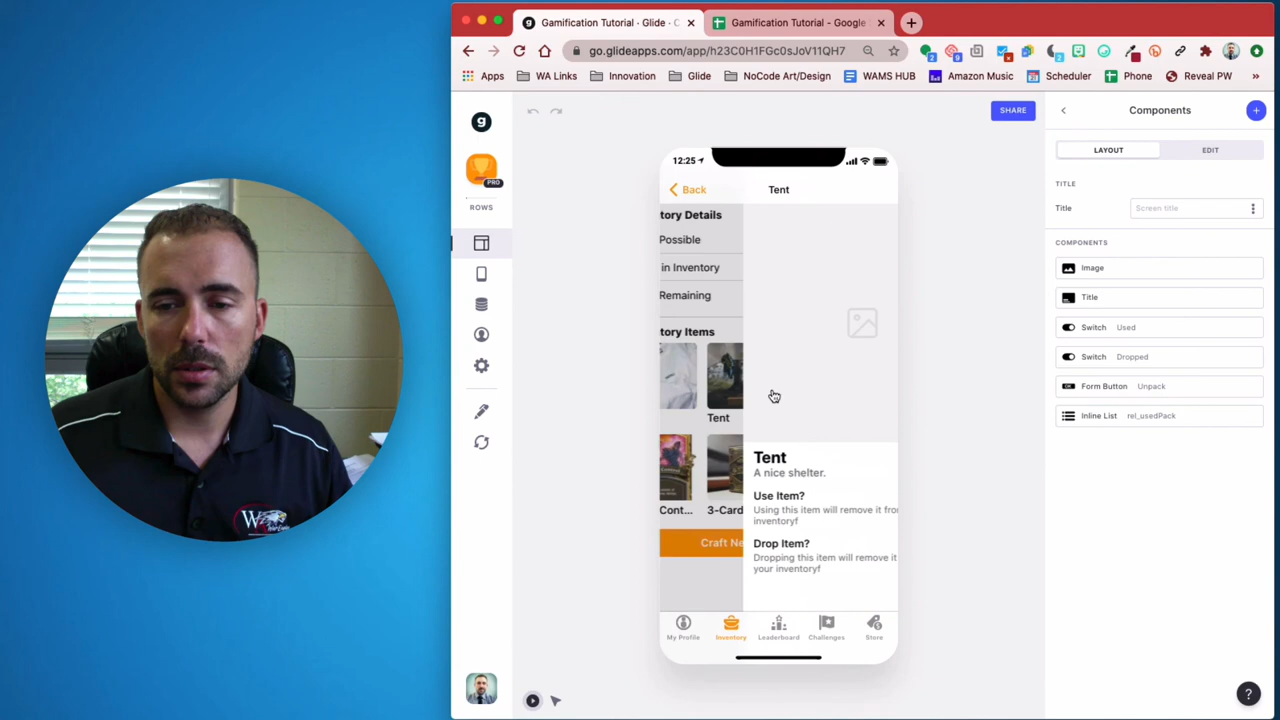 Gamification Tutorial · Glide · C
Gamification Tutorial - Google
go.glideapps.com/app/h23C0H1FGc0sJoV11QH7
2
9
2
Apps
WA Links
Innovation
Glide
NoCode Art/Design
WAMS HUB
Amazon Music
Scheduler
Phone
Reveal PW
»
g
PRO
ROWS
SHARE
12:25
Back
Tent
tory Details
Possible
in Inventory
Remaining
tory Items
Tent
Cont...
3-Card
Craft Ne
Tent
A nice shelter.
Use Item?
Using this item will remove it fro
inventoryf
Drop Item?
Dropping this item will remove it
your inventoryf
My Profile
Inventory
Leaderboard
Challenges
Store
Components
LAYOUT
EDIT
TITLE
Title
Screen title
COMPONENTS
Image
Title
Switch Used
Switch Dropped
OK
Form Button Unpack
Inline List rel_usedPack
?
W